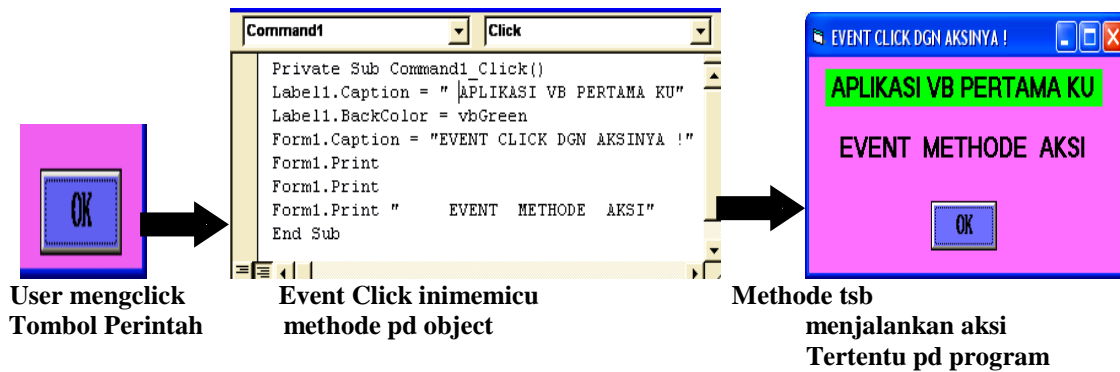 OK
Command1 Click
Private Sub Command1_Click()
Label1.Caption = " APLIKASI VB PERTAMA KU"
Label1.BackColor = vbGreen
Form1.Caption = "EVENT CLICK DGN AKSINYA !"
Form1.Print
Form1.Print
Form1.Print "     EVENT  METHODE  AKSI"
End Sub
EVENT CLICK DGN AKSINYA !
APLIKASI VB PERTAMA KU
EVENT METHODE AKSI
OK
User mengclick
Tombol Perintah
Event Click inimemicu
methode pd object
Methode tsb
menjalankan aksi
Tertentu pd program